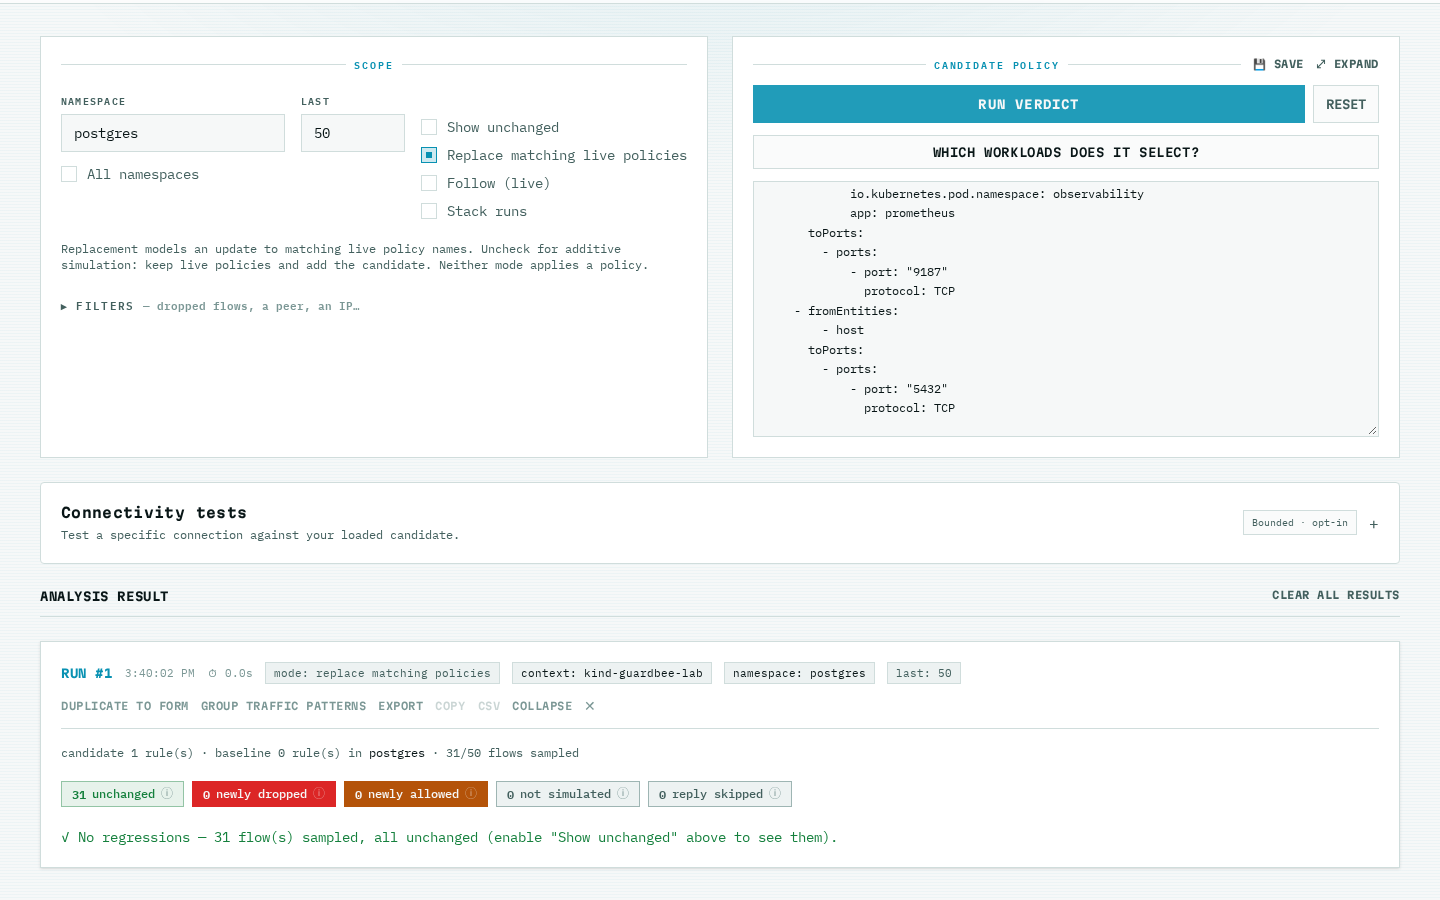 SCOPE
NAMESPACE
LAST
postgres
50
All namespaces
Show unchanged
Replace matching live policies
Follow (live)
Stack runs
Replacement models an update to matching live policy names. Uncheck for additive
simulation: keep live policies and add the candidate. Neither mode applies a policy.
▶ FILTERS — dropped flows, a peer, an IP…
CANDIDATE POLICY
💾 SAVE ⤢ EXPAND
RUN VERDICT
RESET
WHICH WORKLOADS DOES IT SELECT?
io.kubernetes.pod.namespace: observability
app: prometheus
toPorts:
- ports:
- port: "9187"
protocol: TCP
- fromEntities:
- host
toPorts:
- ports:
- port: "5432"
protocol: TCP
Connectivity tests
Test a specific connection against your loaded candidate.
Bounded · opt-in +
ANALYSIS RESULT
CLEAR ALL RESULTS
RUN #1 3:40:02 PM ⏱ 0.0s mode: replace matching policies context: kind-guardbee-lab namespace: postgres last: 50
DUPLICATE TO FORM GROUP TRAFFIC PATTERNS EXPORT COPY CSV COLLAPSE ✕
candidate 1 rule(s) · baseline 0 rule(s) in postgres · 31/50 flows sampled
31 unchanged ⓘ 0 newly dropped ⓘ 0 newly allowed ⓘ 0 not simulated ⓘ 0 reply skipped ⓘ
√ No regressions — 31 flow(s) sampled, all unchanged (enable "Show unchanged" above to see them).